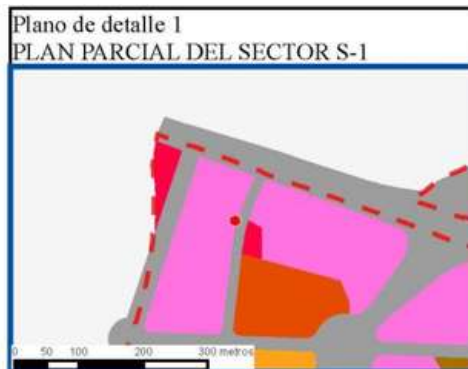 Plano de detalle 1
PLAN PARCIAL DEL SECTOR S-1
0 50 100 200 300 metros